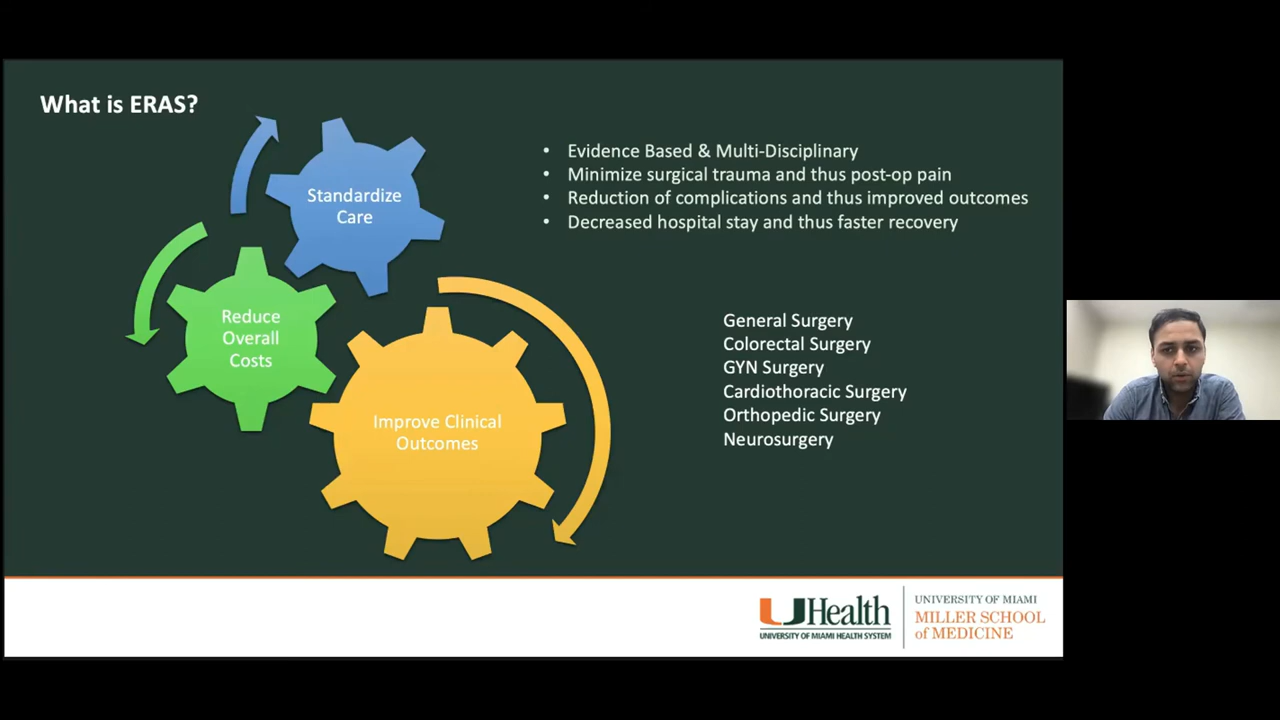 What is ERAS?
Standardize
Care
Reduce
Overall
Costs
Improve Clinical
Outcomes
• Evidence Based & Multi-Disciplinary
• Minimize surgical trauma and thus post-op pain
• Reduction of complications and thus improved outcomes
• Decreased hospital stay and thus faster recovery
General Surgery
Colorectal Surgery
GYN Surgery
Cardiothoracic Surgery
Orthopedic Surgery
Neurosurgery
UHealth
UNIVERSITY OF MIAMI HEALTH SYSTEM
UNIVERSITY OF MIAMI
MILLER SCHOOL
of MEDICINE